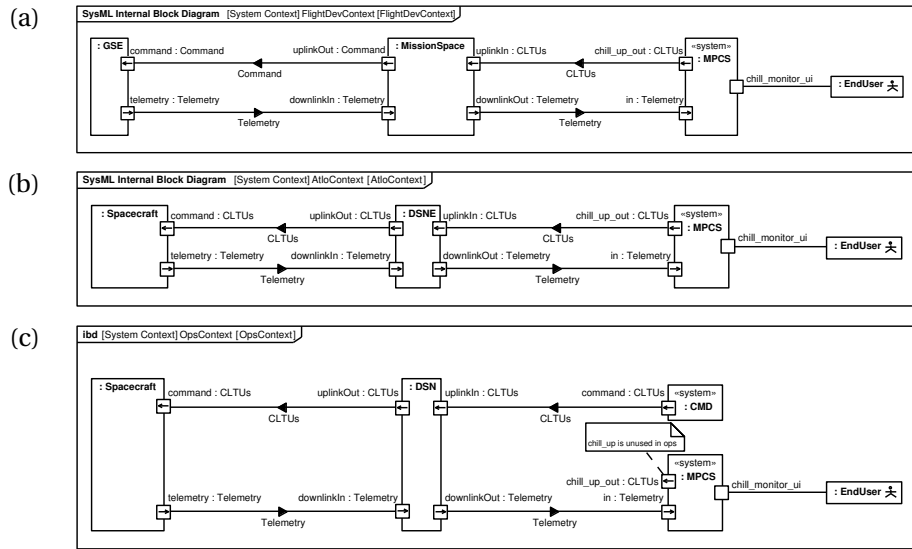 (a)
SysML Internal Block Diagram [System Context] FlightDevContext [FlightDevContext]
: GSE
command : Command
uplinkOut : Command
: MissionSpace
uplinkIn : CLTUs
chill_up_out : CLTUs
«system»
: MPCS
Command
CLTUs
chill_monitor_ui
: EndUser
telemetry : Telemetry
downlinkIn : Telemetry
downlinkOut : Telemetry
in : Telemetry
Telemetry
Telemetry
(b)
SysML Internal Block Diagram [System Context] AtloContext [AtloContext]
: Spacecraft
command : CLTUs
uplinkOut : CLTUs
: DSNE
uplinkIn : CLTUs
chill_up_out : CLTUs
«system»
: MPCS
CLTUs
CLTUs
chill_monitor_ui
: EndUser
telemetry : Telemetry
downlinkIn : Telemetry
downlinkOut : Telemetry
in : Telemetry
Telemetry
Telemetry
(c)
ibd [System Context] OpsContext [OpsContext]
: Spacecraft
command : CLTUs
uplinkOut : CLTUs
: DSN
uplinkIn : CLTUs
command : CLTUs
«system»
: CMD
CLTUs
CLTUs
chill_up is unused in ops
«system»
: MPCS
chill_up_out : CLTUs
chill_monitor_ui
: EndUser
telemetry : Telemetry
downlinkIn : Telemetry
downlinkOut : Telemetry
in : Telemetry
Telemetry
Telemetry